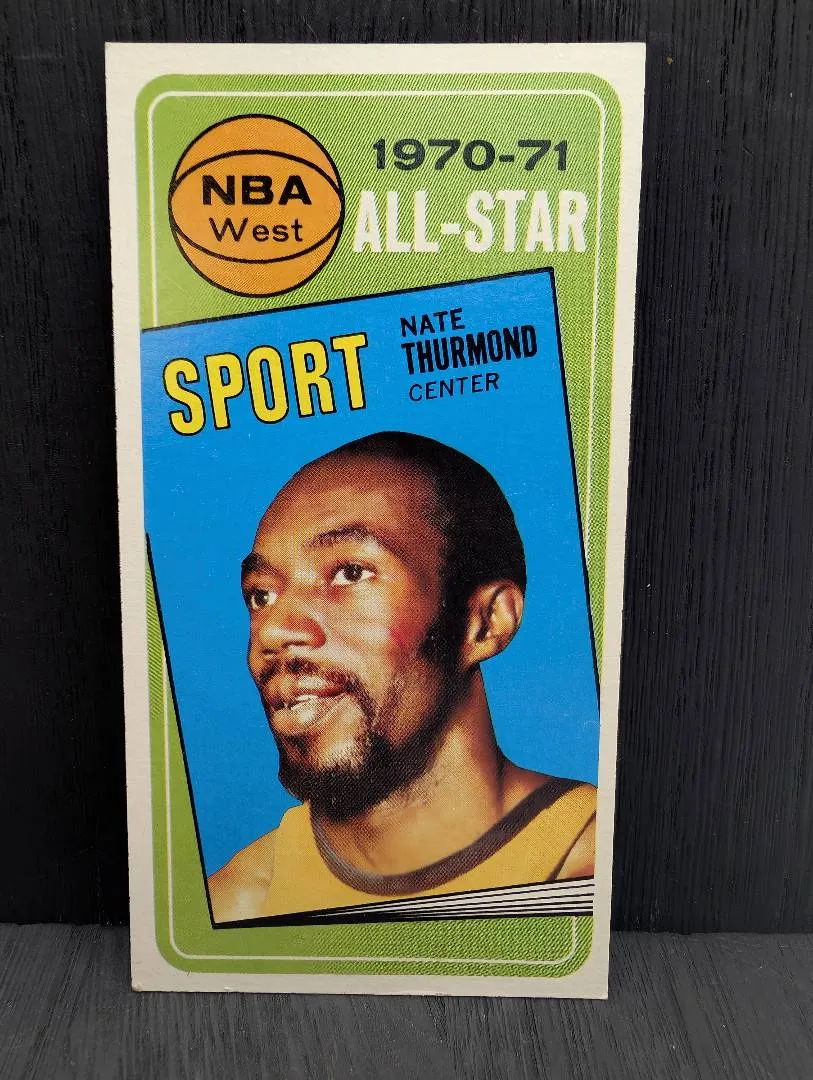 NBA
West
1970-71
ALL-STAR
SPORT
NATE
THURMOND
CENTER